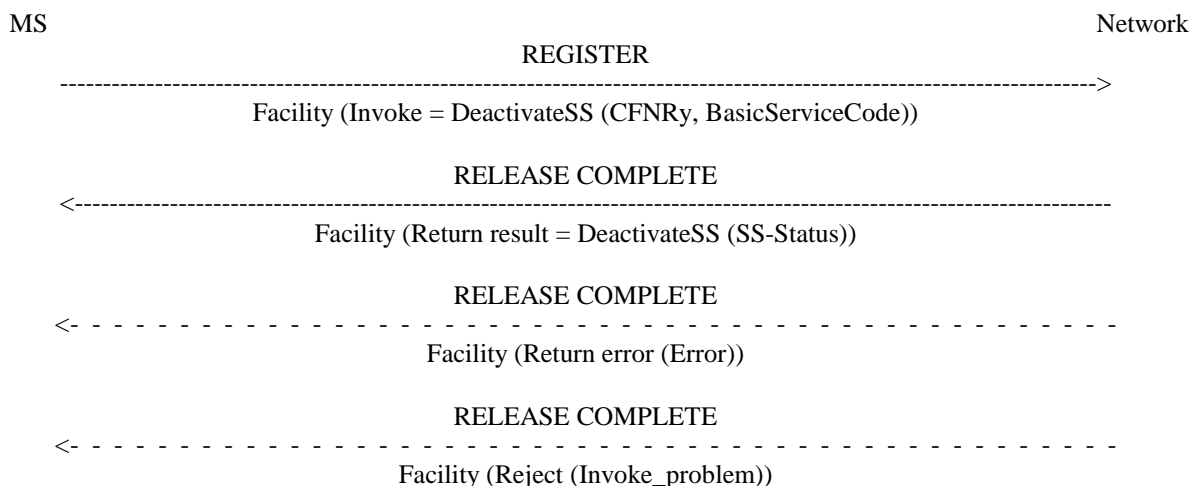 MS Network
REGISTER
Facility (Invoke = DeactivateSS (CFNRy, BasicServiceCode))
RELEASE COMPLETE
Facility (Return result = DeactivateSS (SS-Status))
RELEASE COMPLETE
Facility (Return error (Error))
RELEASE COMPLETE
Facility (Reject (Invoke_problem))